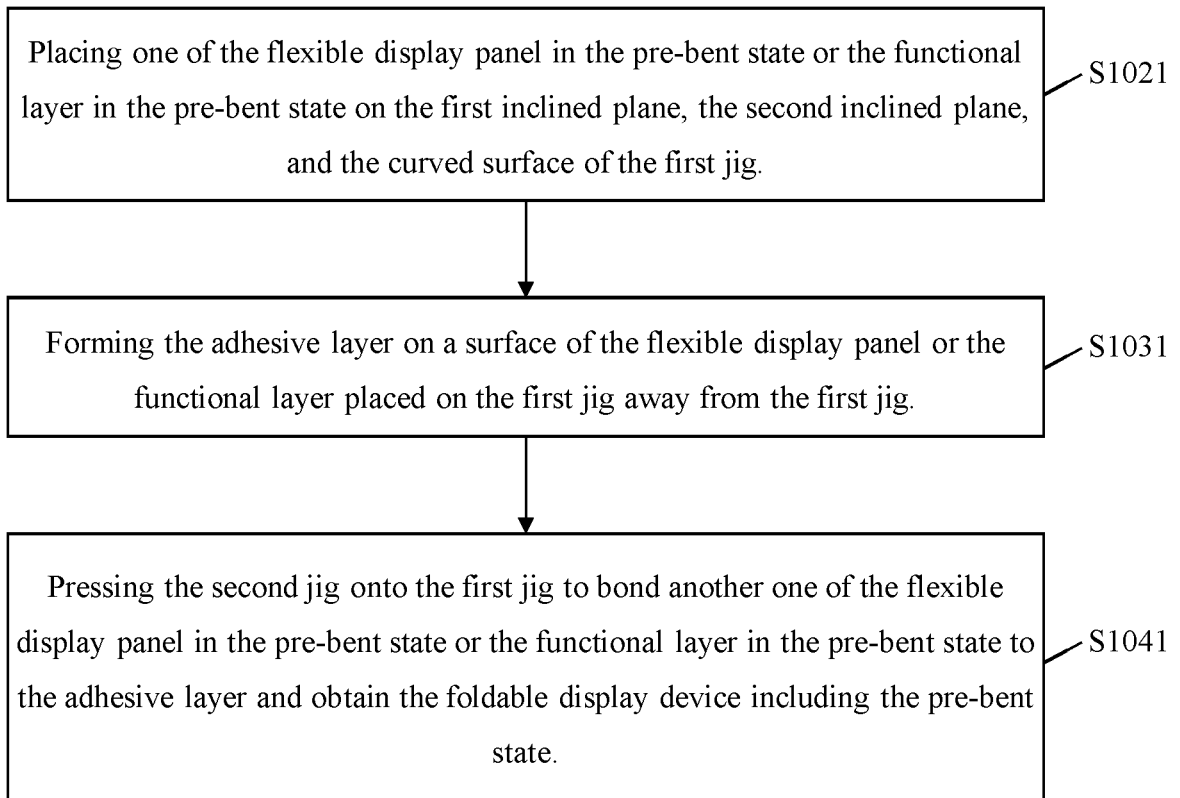 Placing one of the flexible display panel in the pre-bent state or the functional
layer in the pre-bent state on the first inclined plane, the second inclined plane,
and the curved surface of the first jig.
S1021
Forming the adhesive layer on a surface of the flexible display panel or the
functional layer placed on the first jig away from the first jig.
S1031
Pressing the second jig onto the first jig to bond another one of the flexible
display panel in the pre-bent state or the functional layer in the pre-bent state to
the adhesive layer and obtain the foldable display device including the pre-bent
state.
S1041